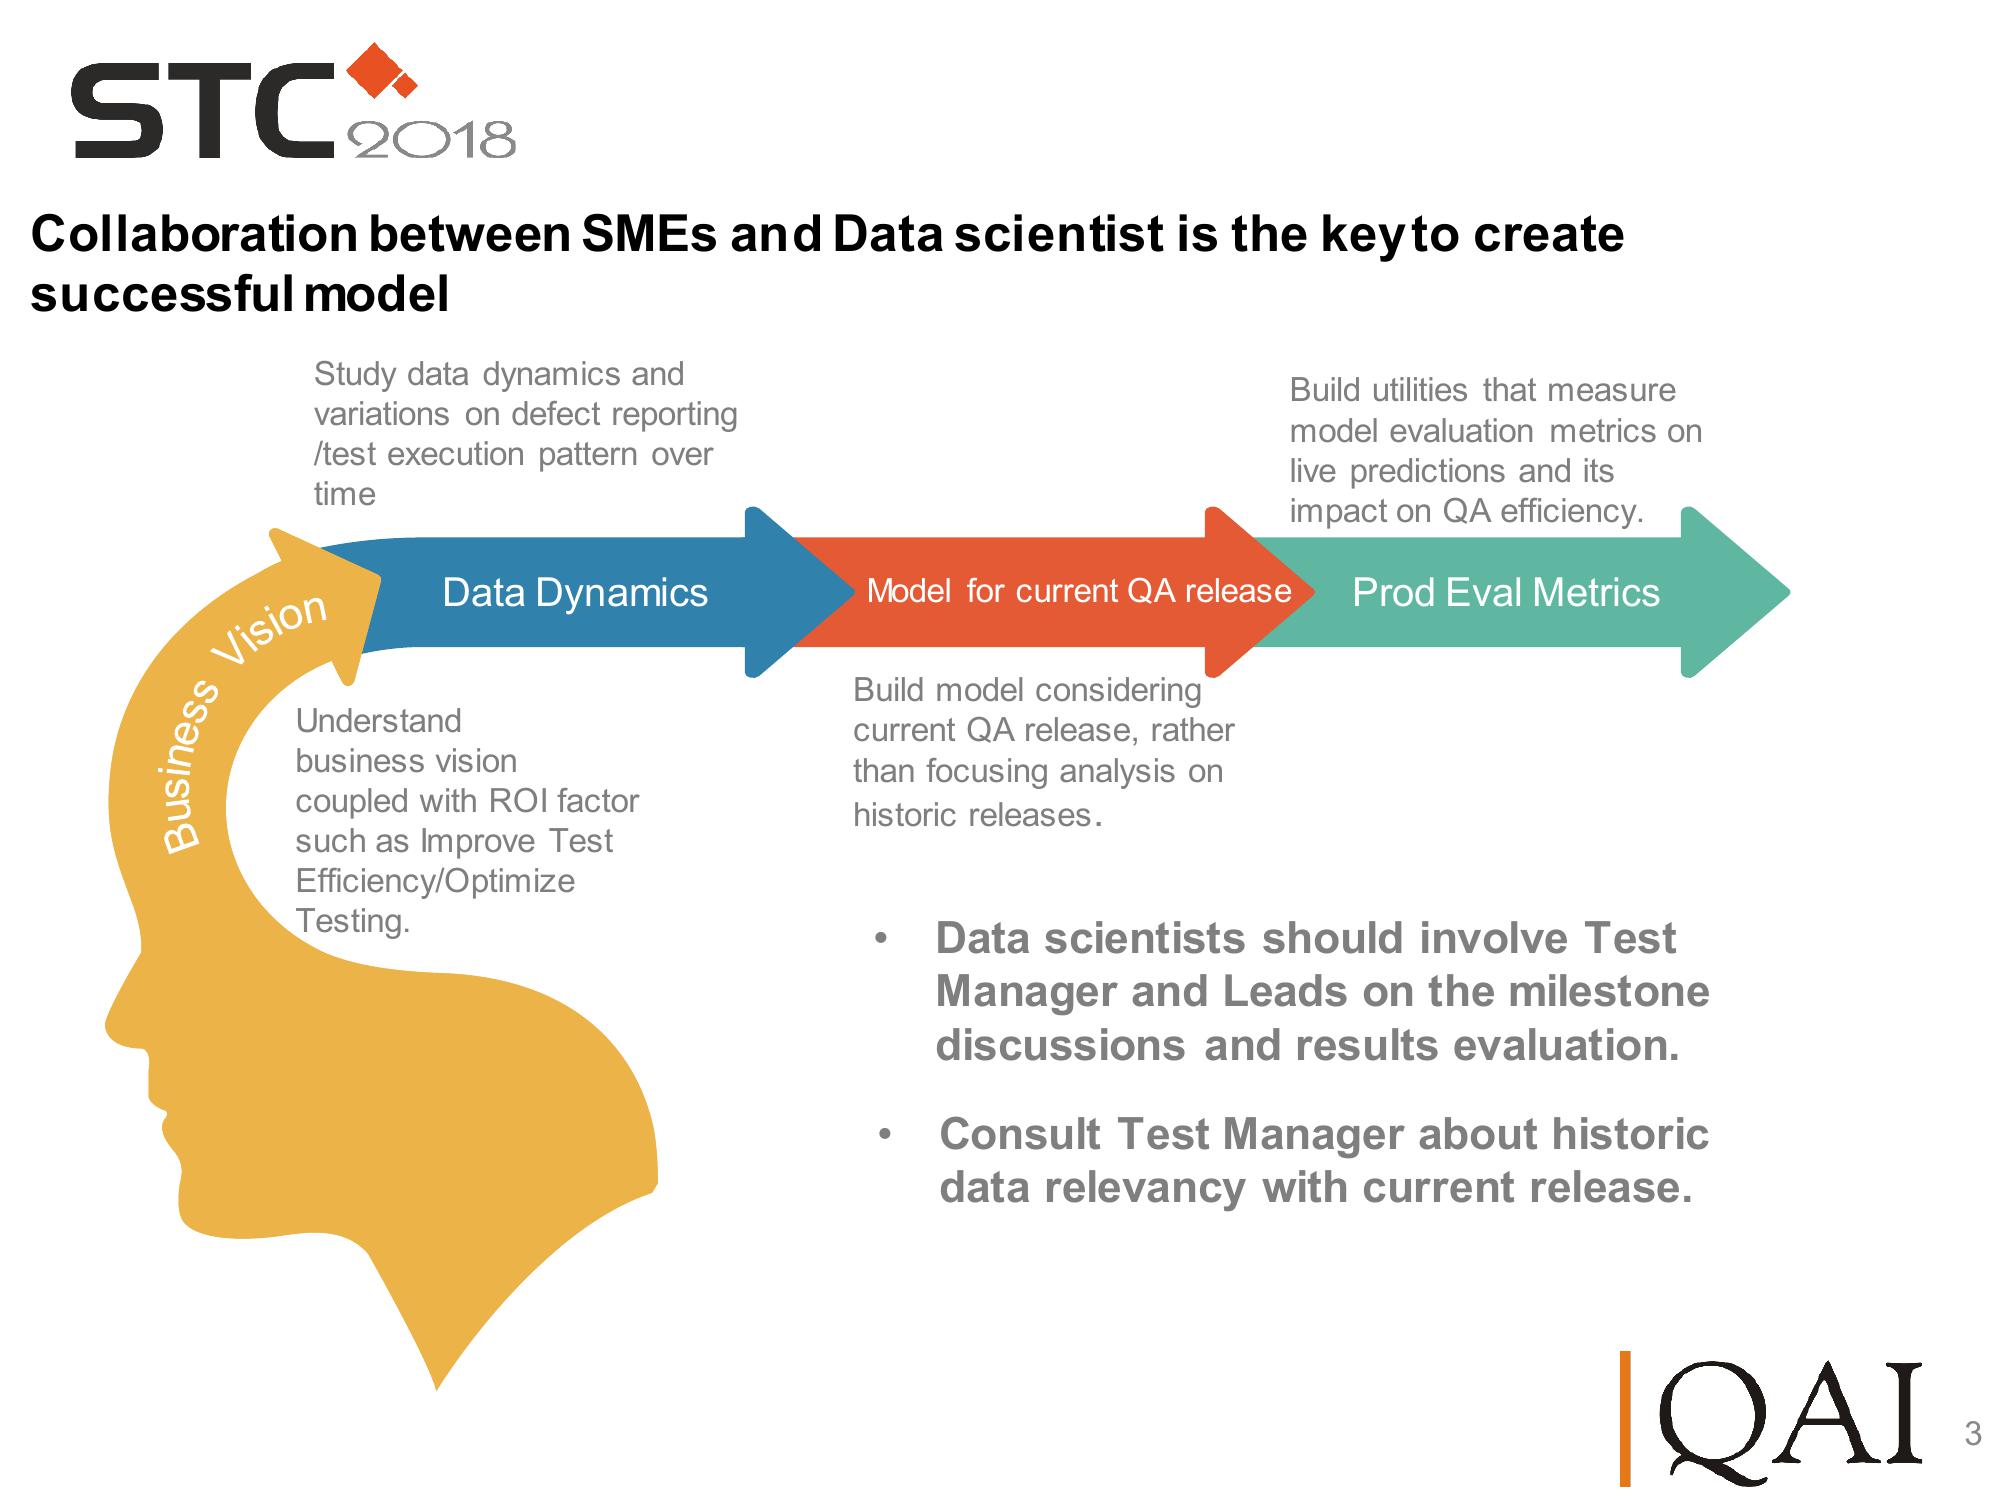 STC 2018
Collaboration between SMEs and Data scientist is the key to create
successful model
Study data dynamics and
variations on defect reporting
/test execution pattern over
time
Build utilities that measure
model evaluation metrics on
live predictions and its
impact on QA efficiency.
Business Vision
Data Dynamics
Model for current QA release
Prod Eval Metrics
Understand
business vision
coupled with ROI factor
such as Improve Test
Efficiency/Optimize
Testing.
Build model considering
current QA release, rather
than focusing analysis on
historic releases.
• Data scientists should involve Test
Manager and Leads on the milestone
discussions and results evaluation.
• Consult Test Manager about historic
data relevancy with current release.
QAI
3